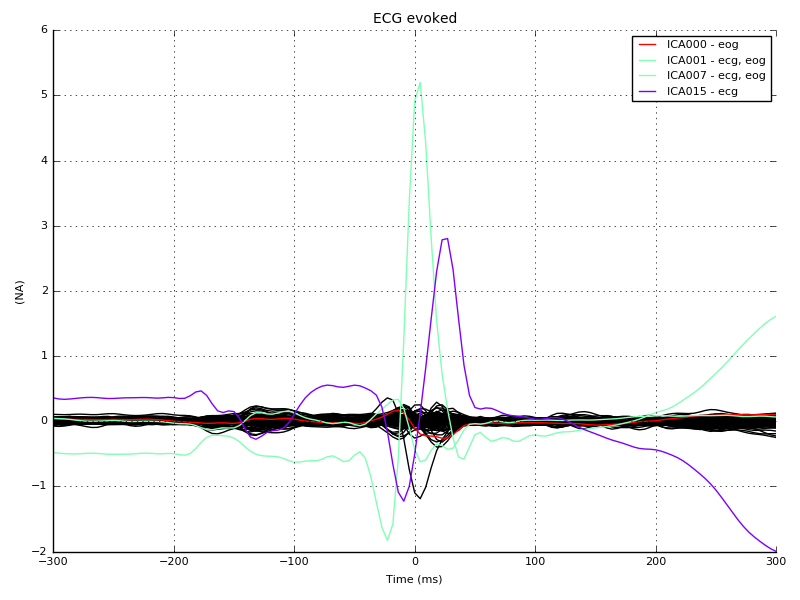 ECG evoked
6
5
4
3
2
1
0
−1
−2
(NA)
−300
−200
−100
0
100
200
300
Time (ms)
ICA000 - eog
ICA001 - ecg, eog
ICA007 - ecg, eog
ICA015 - ecg